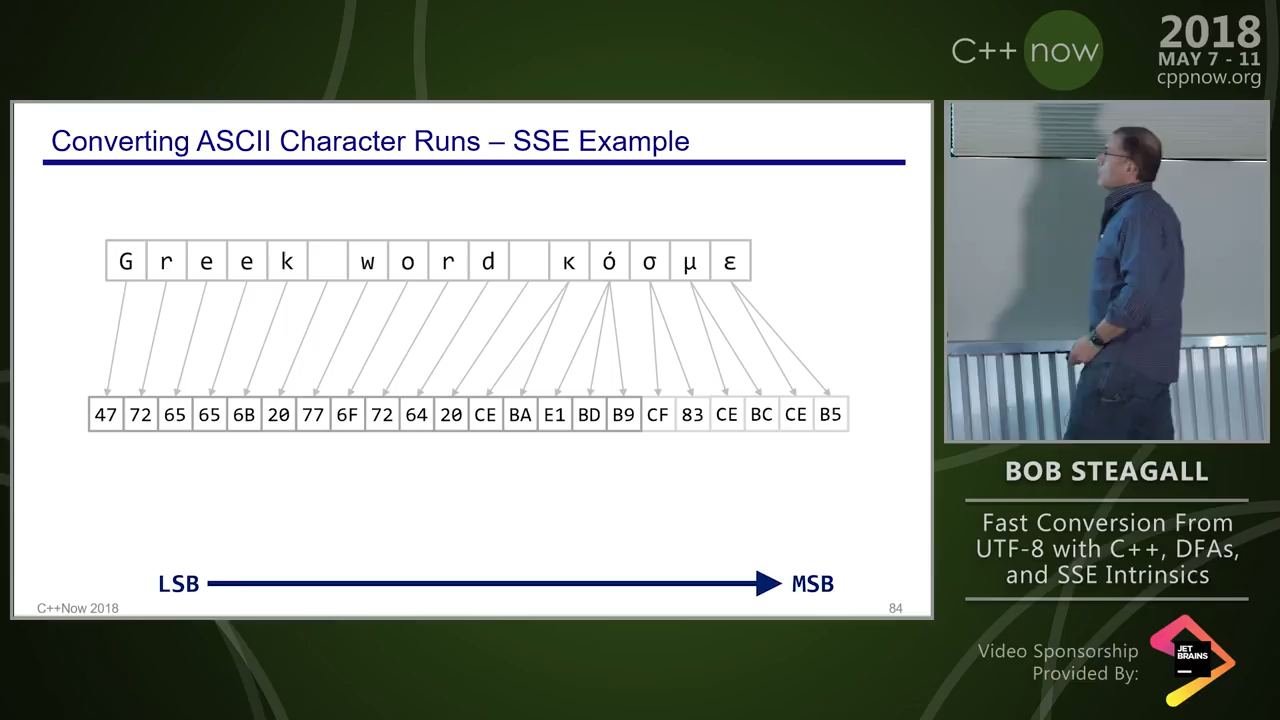 C++ now
2018
MAY 7 - 11
cppnow.org
Converting ASCII Character Runs – SSE Example
G r e e k w o r d κ ό σ μ ε
47 72 65 65 6B 20 77 6F 72 64 20 CE BA E1 BD B9 CF 83 CE BC CE B5
LSB MSB
C++Now 2018 84
BOB STEAGALL
Fast Conversion From
UTF-8 with C++, DFAs,
and SSE Intrinsics
Video Sponsorship
Provided By:
JET
BRAINS